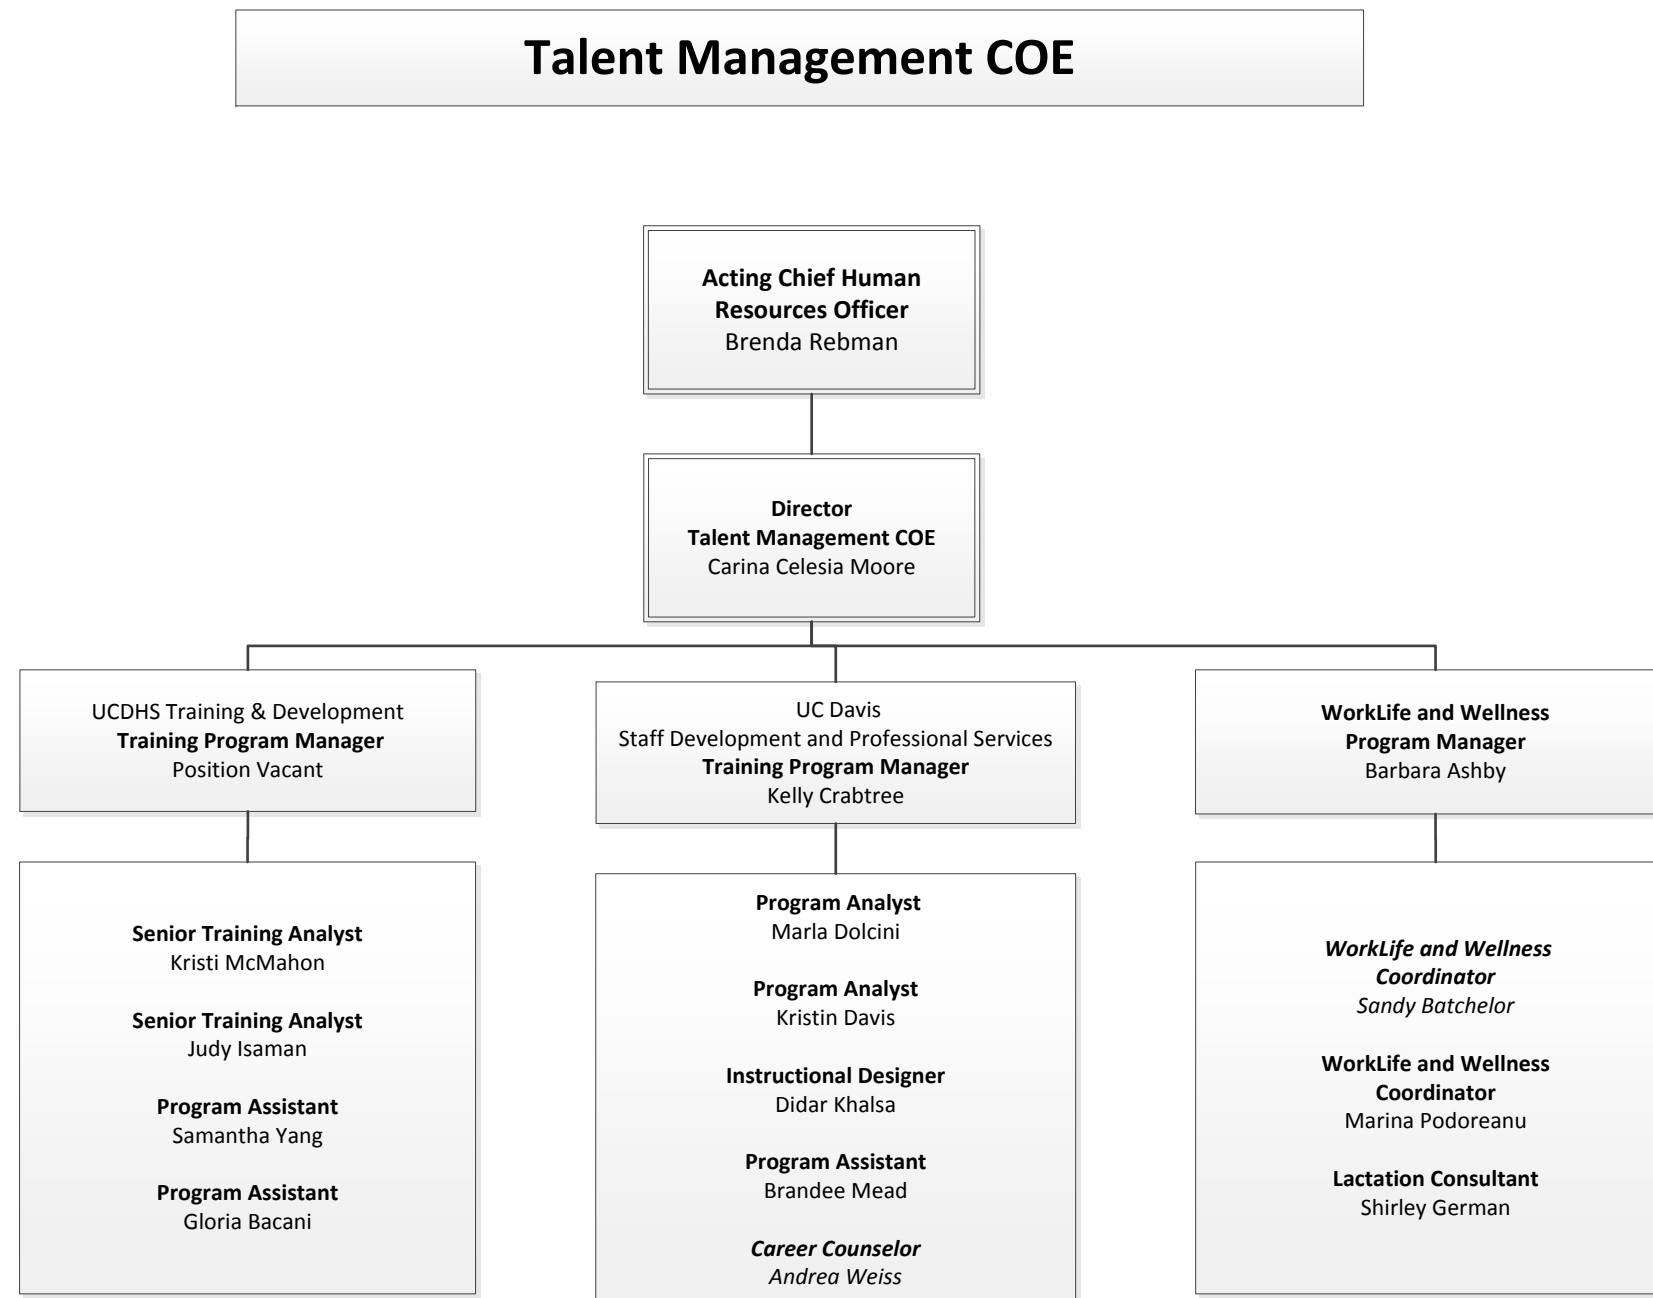 Talent Management COE
Acting Chief Human
Resources Officer
Brenda Rebman
Director
Talent Management COE
Carina Celesia Moore
UCDHS Training & Development
Training Program Manager
Position Vacant
UC Davis
Staff Development and Professional Services
Training Program Manager
Kelly Crabtree
WorkLife and Wellness
Program Manager
Barbara Ashby
Senior Training Analyst
Kristi McMahon
Senior Training Analyst
Judy Isaman
Program Assistant
Samantha Yang
Program Assistant
Gloria Bacani
Program Analyst
Marla Dolcini
Program Analyst
Kristin Davis
Instructional Designer
Didar Khalsa
Program Assistant
Brandee Mead
Career Counselor
Andrea Weiss
WorkLife and Wellness
Coordinator
Sandy Batchelor
WorkLife and Wellness
Coordinator
Marina Podoreanu
Lactation Consultant
Shirley German